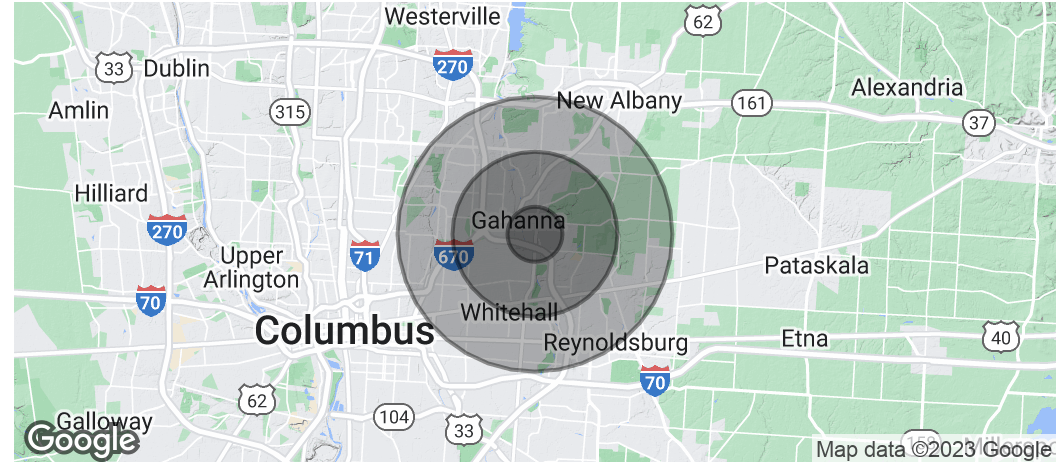 Westerville
62
33
Dublin
270
Alexandria
New Albany
161
Amlin
315
37
Hilliard
Gahanna
270
Upper
Arlington
71
670
Pataskala
70
Whitehall
Columbus
Reynoldsburg
Etna
40
70
62
104
33
Galloway
Google
Map data ©2023 Google